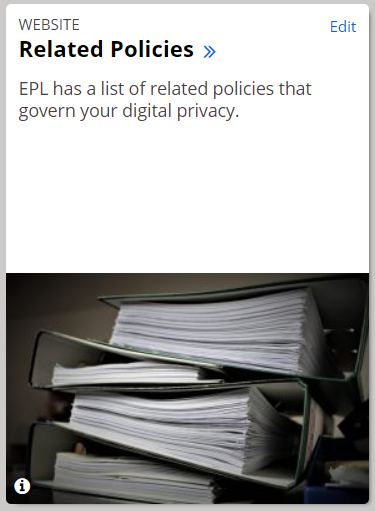 WEBSITE
Edit
Related Policies »
EPL has a list of related policies that
govern your digital privacy.